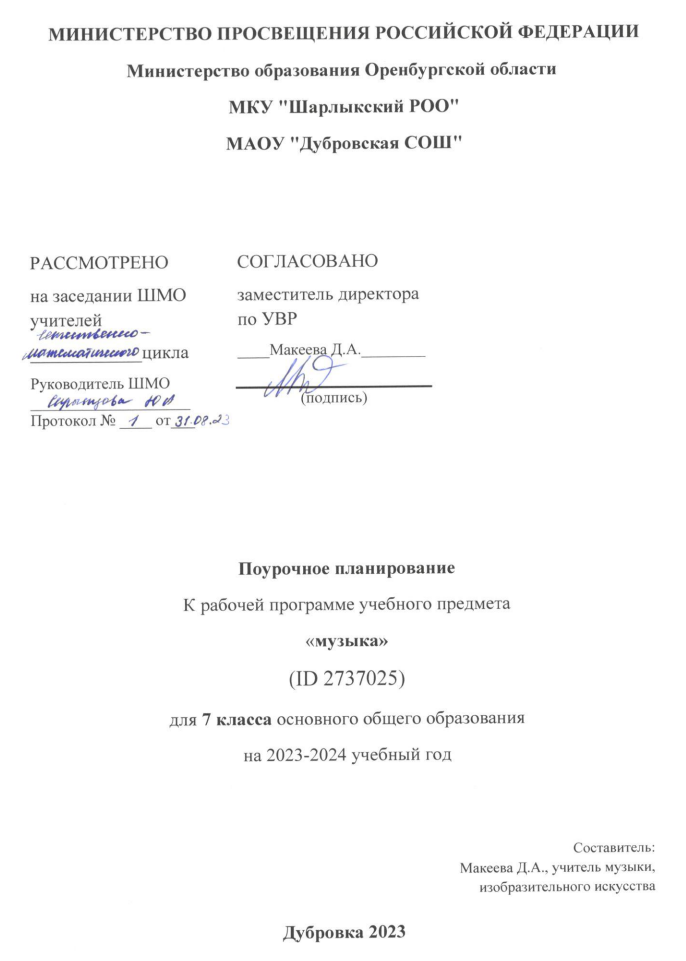 МИНИСТЕРСТВО ПРОСВЕЩЕНИЯ РОССИЙСКОЙ ФЕДЕРАЦИИ
Министерство образования Оренбургской области
МКУ "Шарлыкский РОО"
МАОУ "Дубровская СОШ"
РАССМОТРЕНО
на заседании ШМО
учителей
естественно-
математического цикла
Руководитель ШМО
Ю А
Протокол № 1 от 31.08.23
СОГЛАСОВАНО
заместитель директора
по УВР
____Макеева Д.А.________
(подпись)
Поурочное планирование
К рабочей программе учебного предмета
«музыка»
(ID 2737025)
для 7 класса основного общего образования
на 2023-2024 учебный год
Составитель:
Макеева Д.А., учитель музыки,
изобразительного искусства
Дубровка 2023